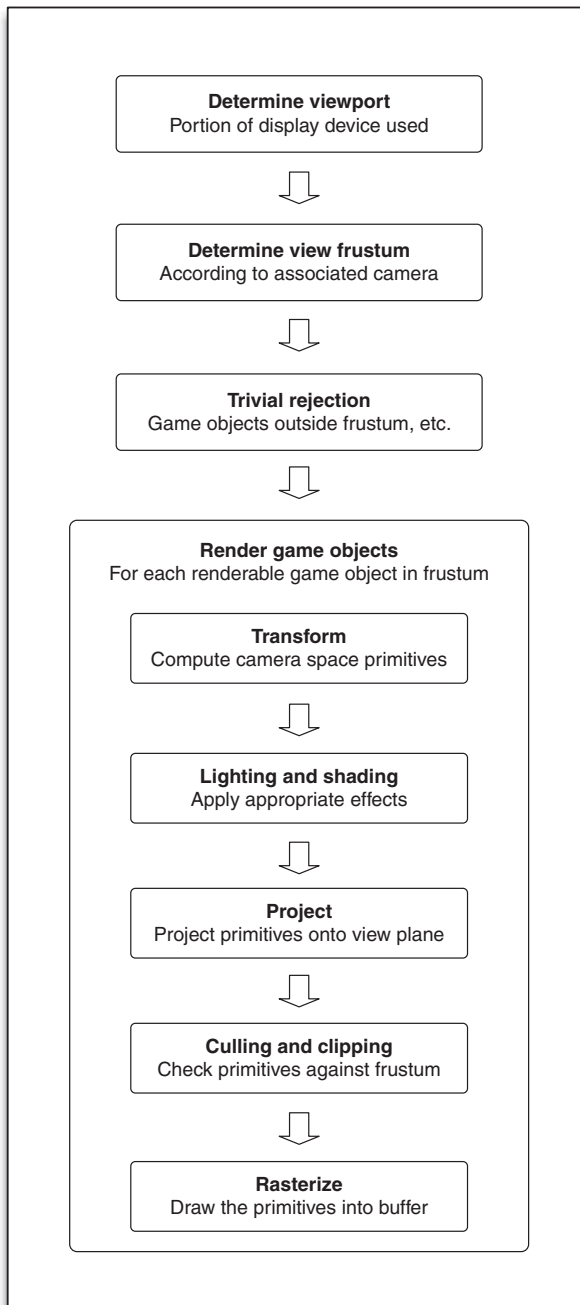 Determine viewport
Portion of display device used
Determine view frustum
According to associated camera
Trivial rejection
Game objects outside frustum, etc.
Render game objects
For each renderable game object in frustum
Transform
Compute camera space primitives
Lighting and shading
Apply appropriate effects
Project
Project primitives onto view plane
Culling and clipping
Check primitives against frustum
Rasterize
Draw the primitives into buffer